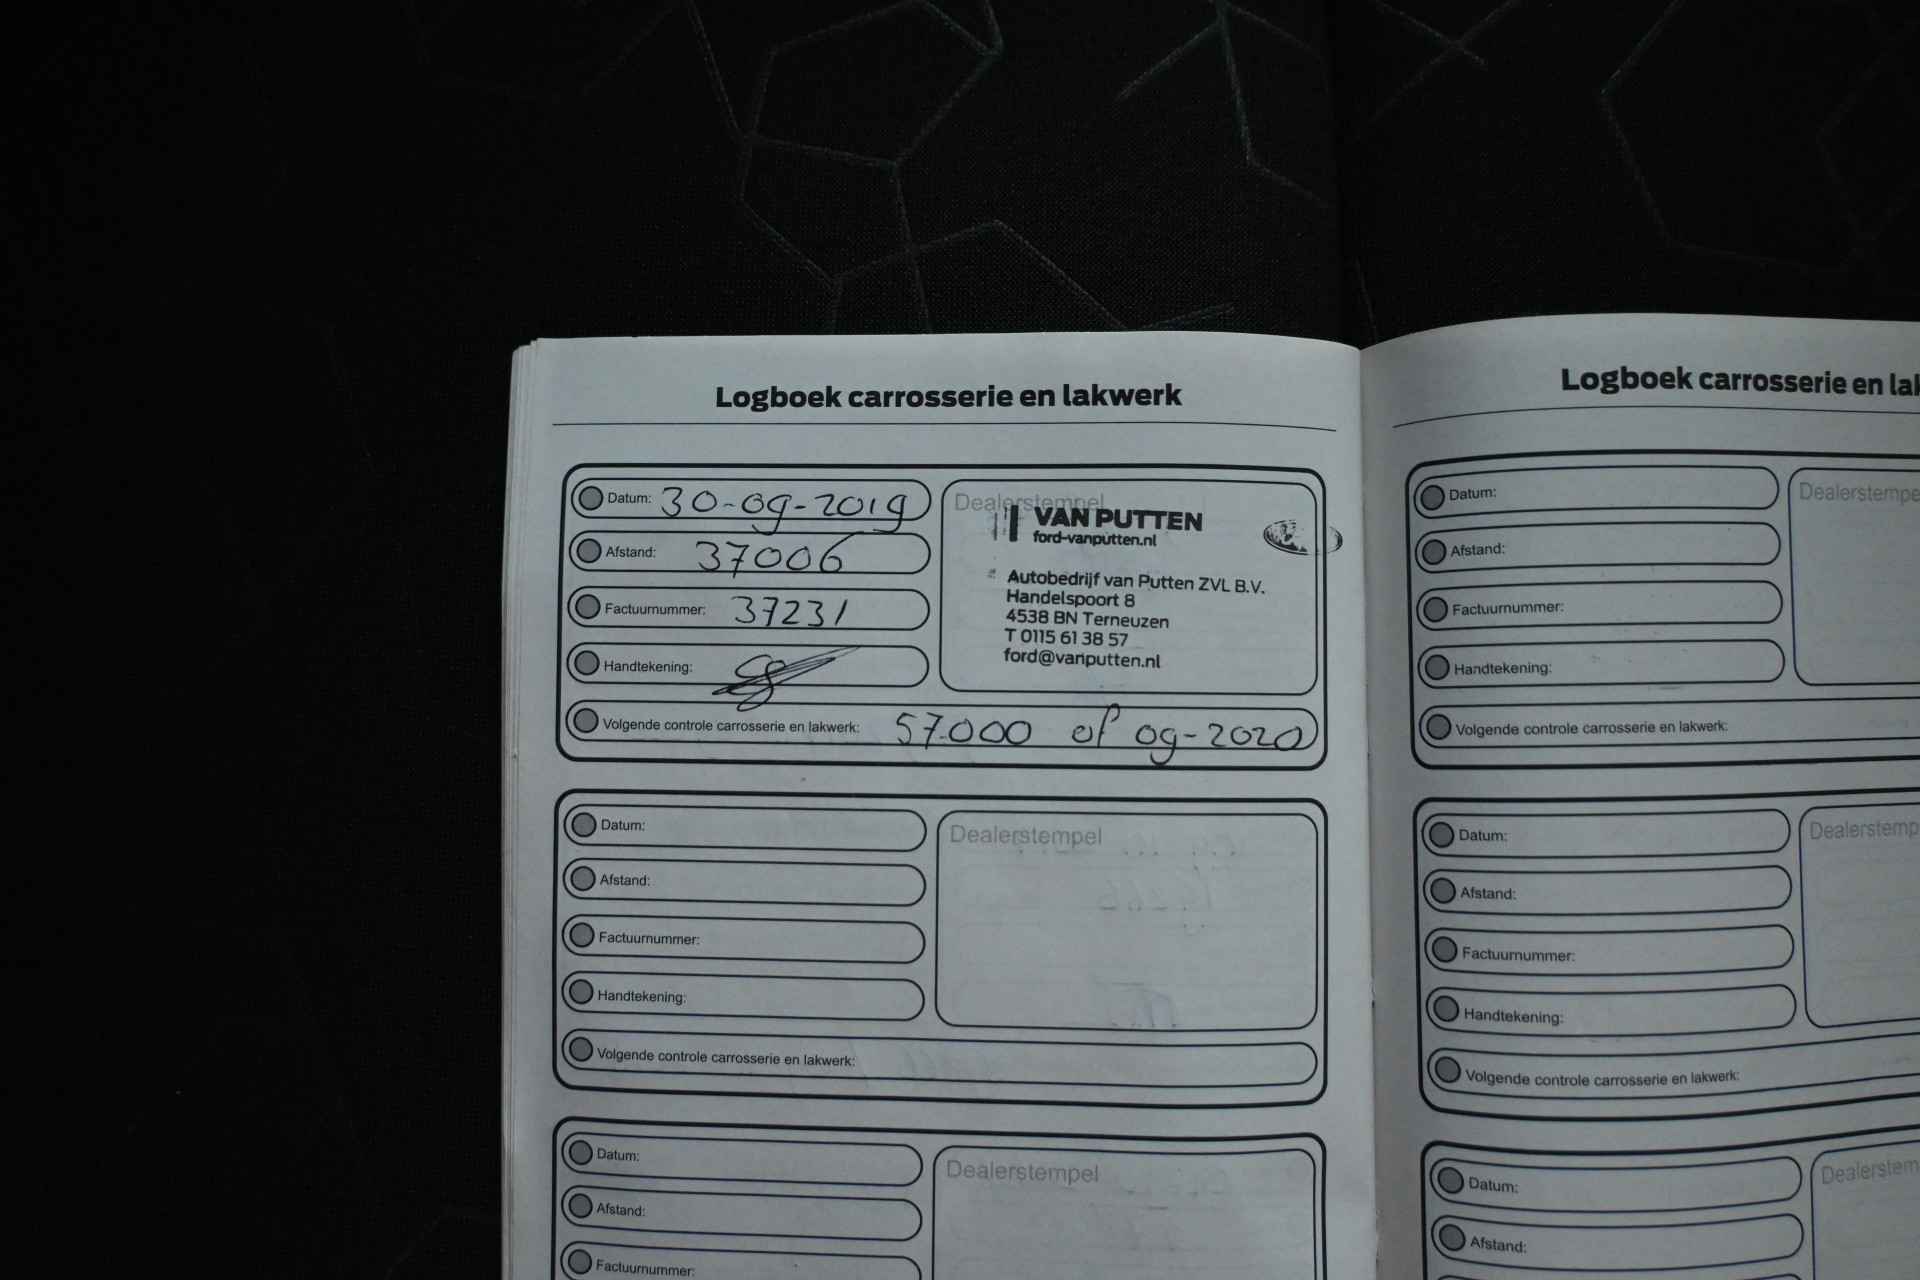 Logboek carrosserie en lakwerk
Datum: 30-09-2019
Afstand: 37006
Factuurnummer: 37231
Handtekening:
Dealerstempel
VAN PUTTEN
ford-vanputten.nl
Autobedrijf van Putten ZVL B.V.
Handelspoort 8
4538 BN Terneuzen
T 0115 61 38 57
ford@vanputten.nl
Volgende controle carrosserie en lakwerk: 57.000 of 09-2020
Datum:
Afstand:
Factuurnummer:
Handtekening:
Dealerstempel
Volgende controle carrosserie en lakwerk:
Datum:
Afstand:
Factuurnummer:
Dealerstempel
Logboek carrosserie en lak
Datum:
Afstand:
Factuurnummer:
Handtekening:
Dealerstempe
Volgende controle carrosserie en lakwerk:
Datum:
Afstand:
Factuurnummer:
Handtekening:
Dealerstemp
Volgende controle carrosserie en lakwerk:
Datum:
Afstand:
Dealerstem